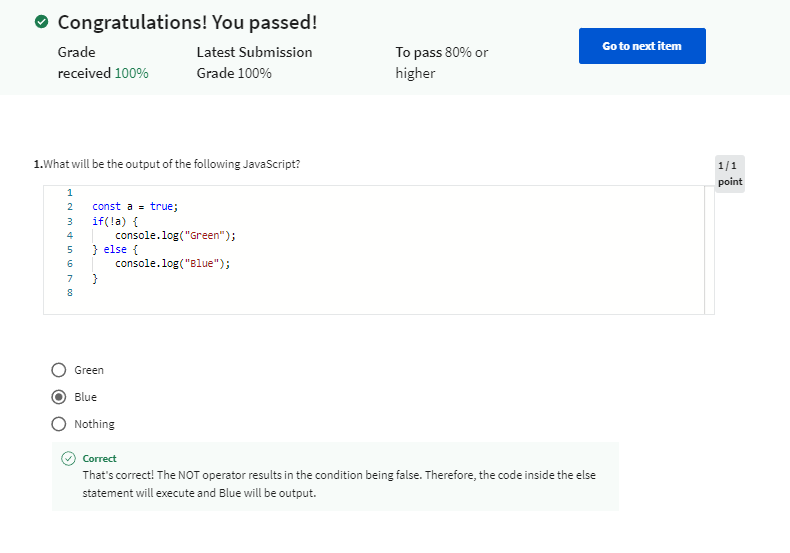 Congratulations! You passed!
Grade received 100%
Latest Submission Grade 100%
To pass 80% or higher
Go to next item
1.What will be the output of the following JavaScript?
1/1 point
1
2 const a = true;
3 if(!a) {
4 console.log("Green");
5 } else {
6 console.log("Blue");
7 }
8
Green
Blue
Nothing
Correct
That's correct! The NOT operator results in the condition being false. Therefore, the code inside the else
statement will execute and Blue will be output.